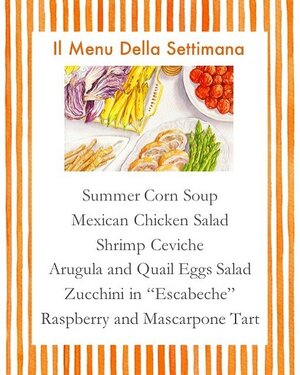 Il Menu Della Settimana
Summer Corn Soup
Mexican Chicken Salad
Shrimp Ceviche
Arugula and Quail Eggs Salad
Zucchini in “Escabeche”
Raspberry and Mascarpone Tart